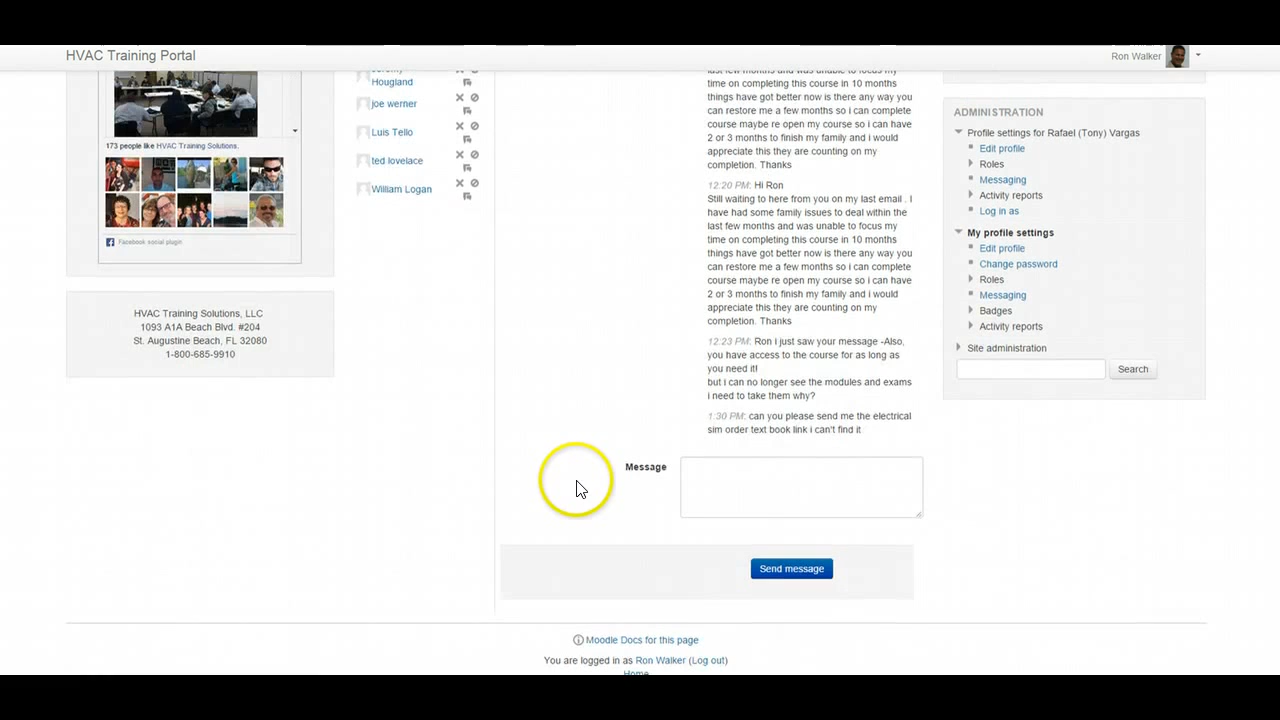 HVAC Training Portal
Ron Walker
173 people like HVAC Training Solutions.
Facebook social plugin
HVAC Training Solutions, LLC
1093 A1A Beach Blvd. #204
St. Augustine Beach, FL 32080
1-800-685-9910
Hougland
joe werner
Luis Tello
ted lovelace
William Logan
last few months and was unable to focus my
time on completing this course in 10 months
things have got better now is there any way you
can restore me a few months so i can complete
course maybe re open my course so i can have
2 or 3 months to finish my family and i would
appreciate this they are counting on my
completion. Thanks
12:20 PM: Hi Ron
Still waiting to here from you on my last email . I
have had some family issues to deal within the
last few months and was unable to focus my
time on completing this course in 10 months
things have got better now is there any way you
can restore me a few months so i can complete
course maybe re open my course so i can have
2 or 3 months to finish my family and i would
appreciate this they are counting on my
completion. Thanks
12:23 PM: Ron i just saw your message -Also,
you have access to the course for as long as
you need it!
but i can no longer see the modules and exams
i need to take them why?
1:30 PM: can you please send me the electrical
sim order text book link i can't find it
Message
Send message
ADMINISTRATION
Profile settings for Rafael (Tony) Vargas
Edit profile
Roles
Messaging
Activity reports
Log in as
My profile settings
Edit profile
Change password
Roles
Messaging
Badges
Activity reports
Site administration
Search
Moodle Docs for this page
You are logged in as Ron Walker (Log out)
Home